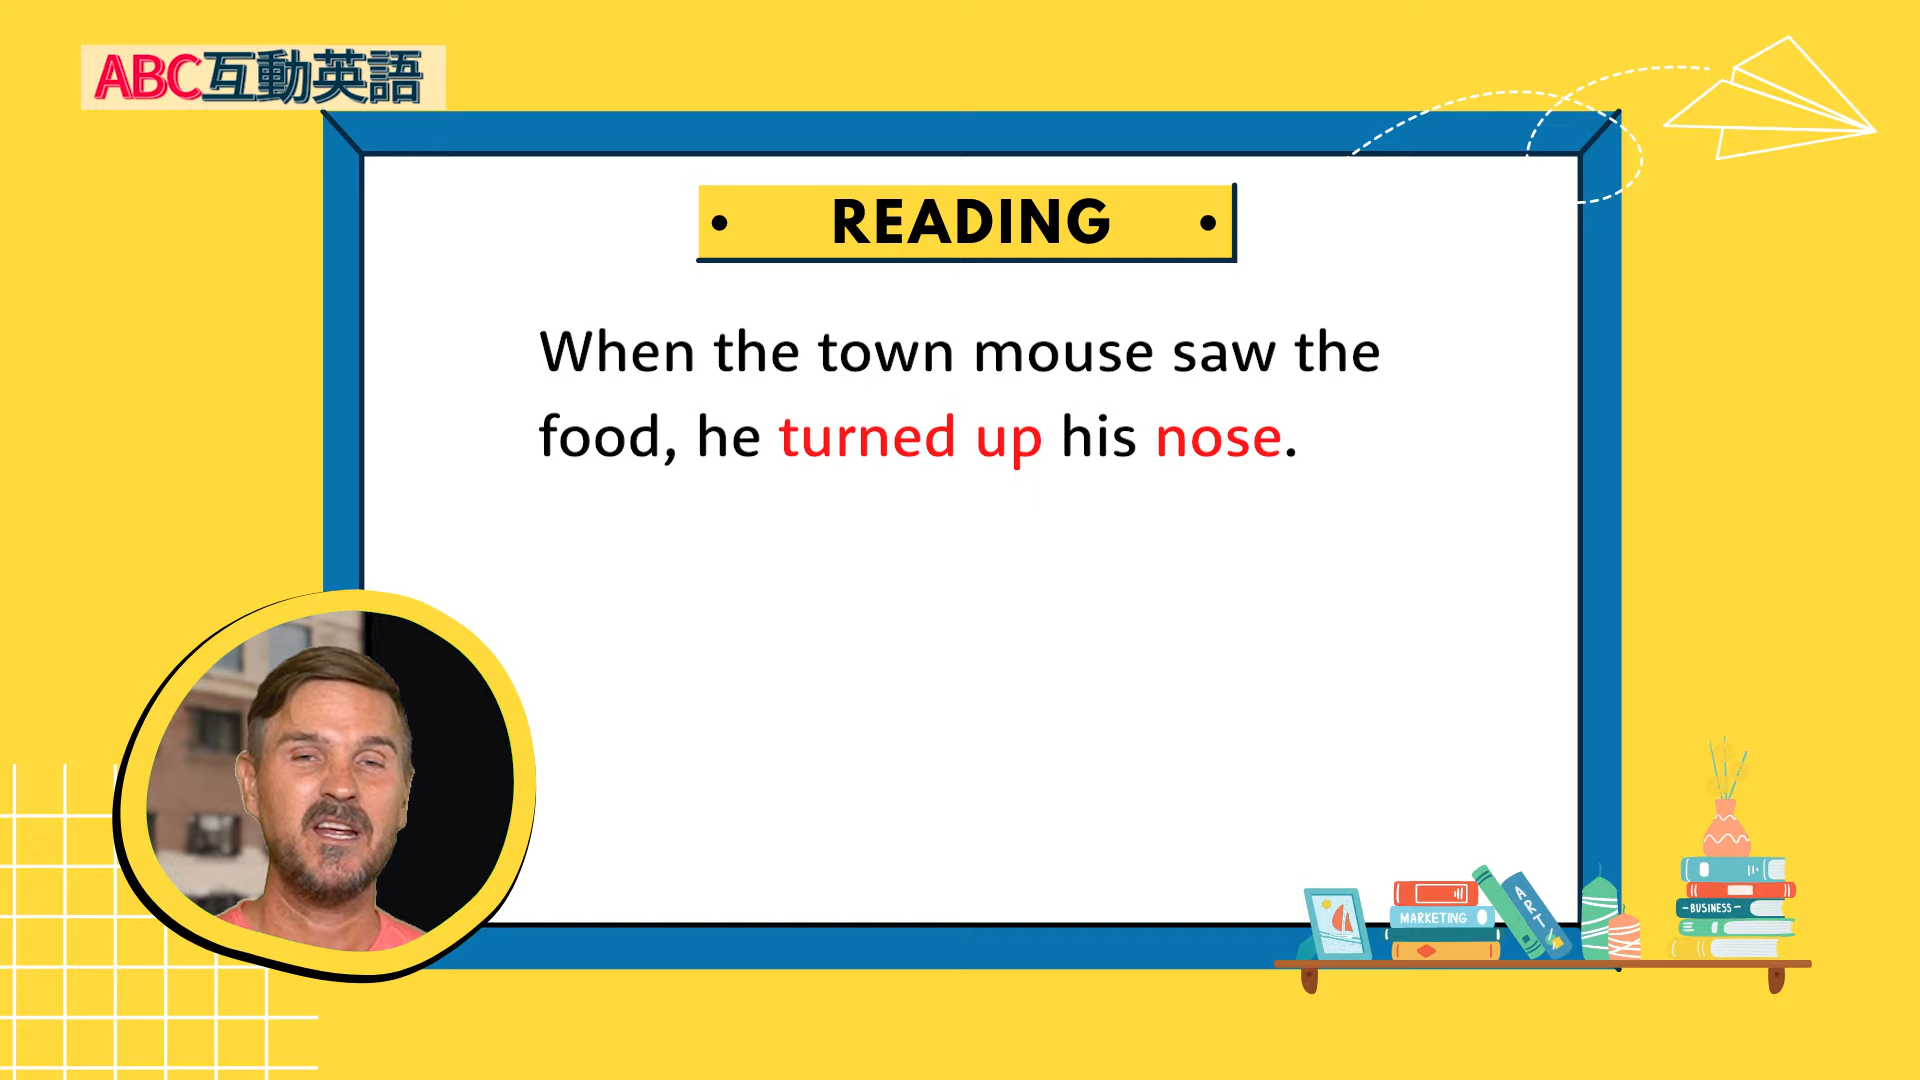 ABC互動英語
READING
When the town mouse saw the
food, he turned up his nose.
MARKETING
ART
BUSINESS